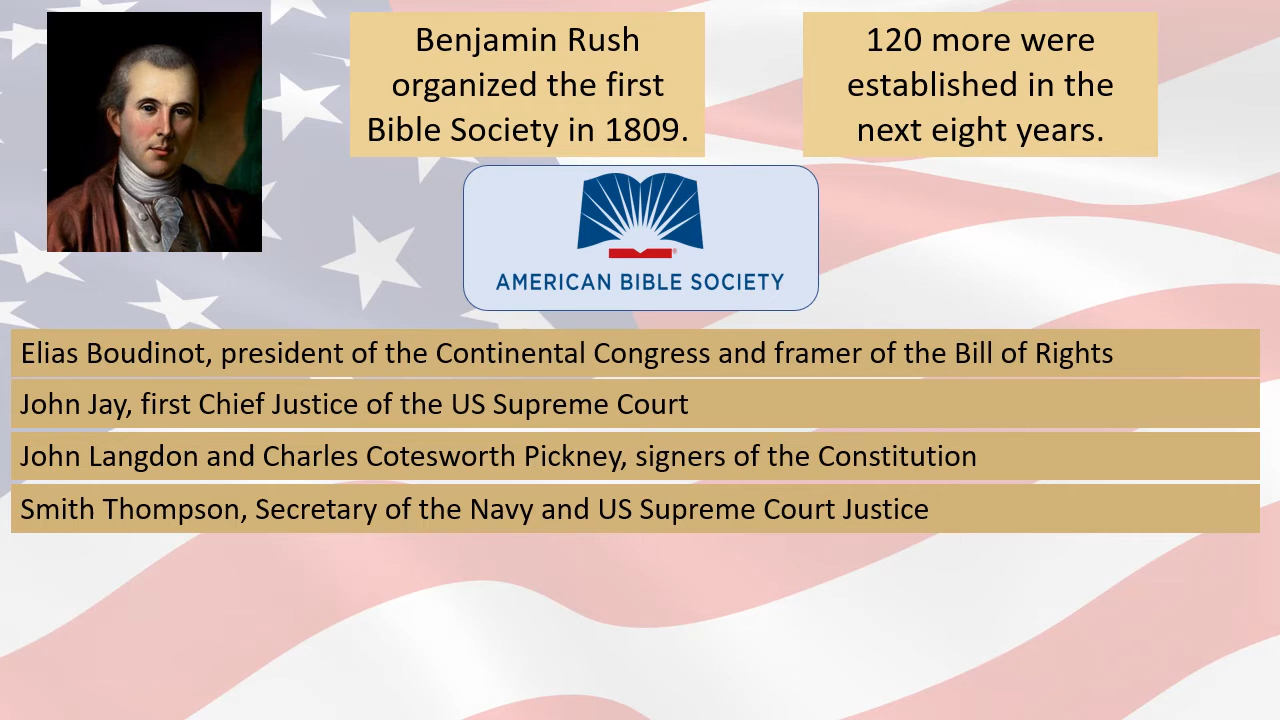 Benjamin Rush
organized the first
Bible Society in 1809.
120 more were
established in the
next eight years.
AMERICAN BIBLE SOCIETY
Elias Boudinot, president of the Continental Congress and framer of the Bill of Rights
John Jay, first Chief Justice of the US Supreme Court
John Langdon and Charles Cotesworth Pickney, signers of the Constitution
Smith Thompson, Secretary of the Navy and US Supreme Court Justice